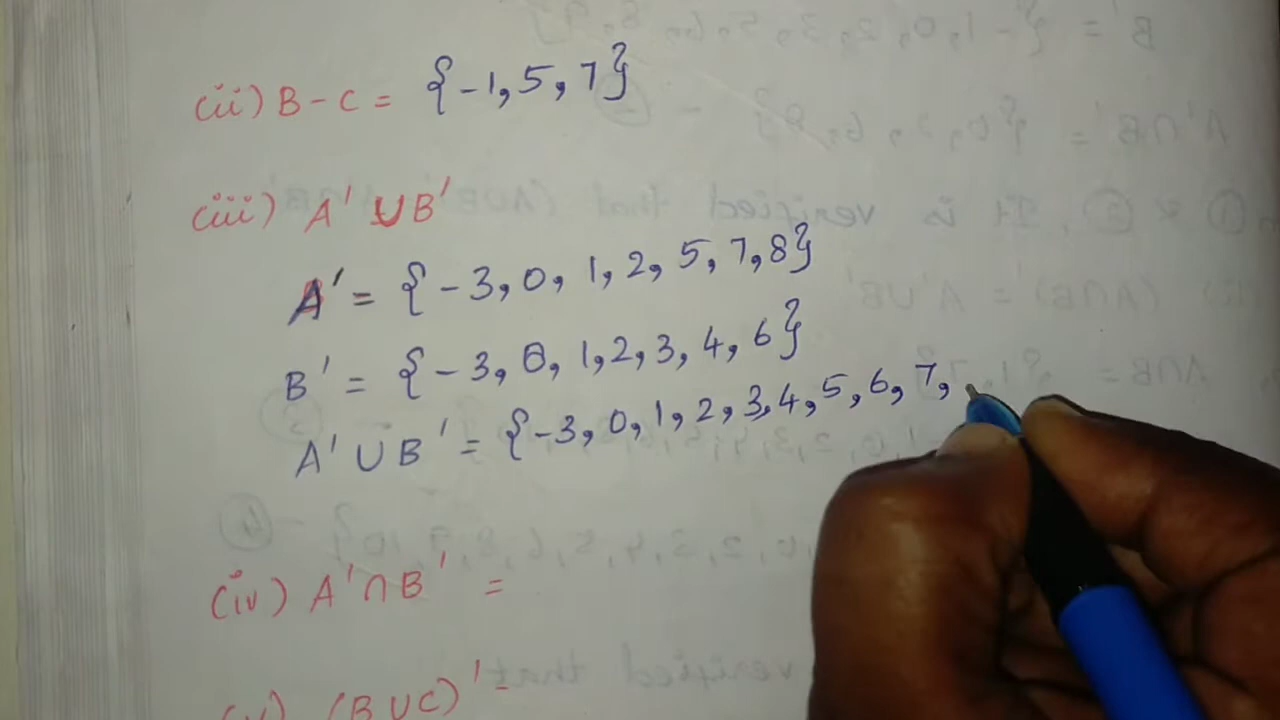 (ii) B - C = {-1, 5, 7}
(iii) A' ∪ B'
A' = {-3, 0, 1, 2, 5, 7, 8}
B' = {-3, 0, 1, 2, 3, 4, 6}
A' ∪ B' = {-3, 0, 1, 2, 3, 4, 5, 6, 7,
(iv) A' ∩ B' =
(v) (B ∪ C)' =